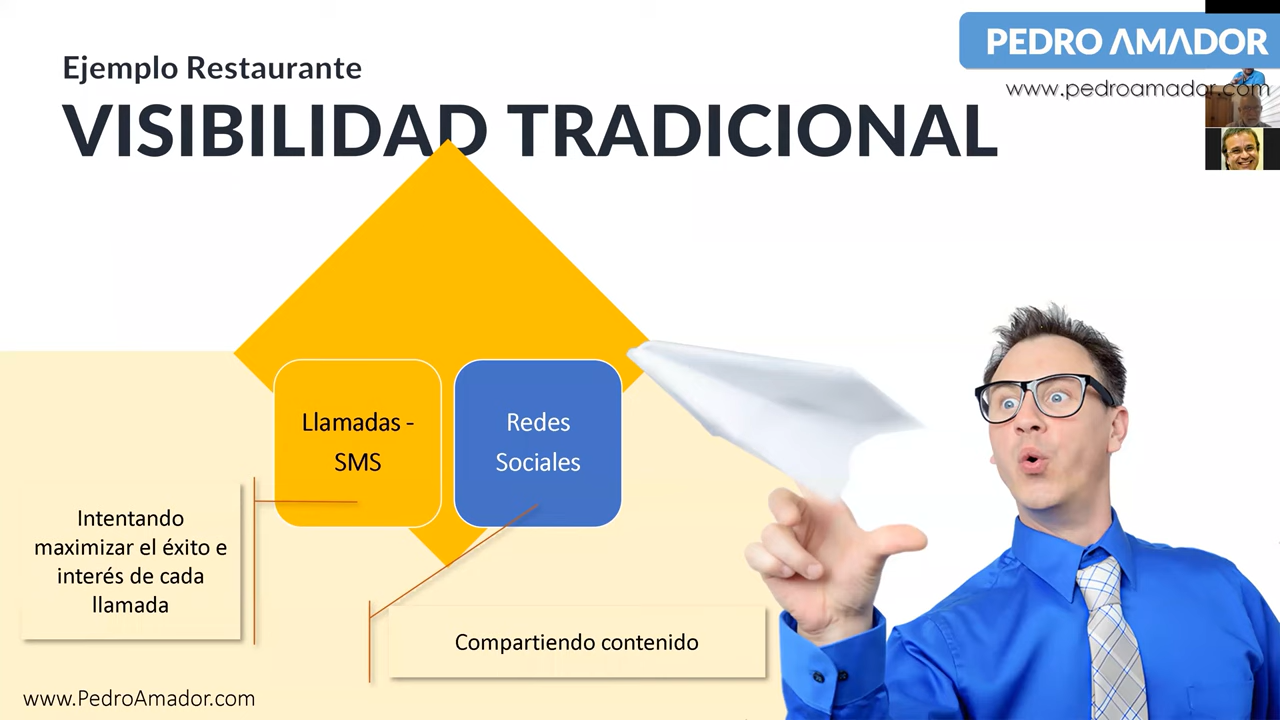 PEDRO AMADOR
www.pedroamador.com
Ejemplo Restaurante
VISIBILIDAD TRADICIONAL
Llamadas -
SMS
Redes
Sociales
Intentando
maximizar el éxito e
interés de cada
llamada
Compartiendo contenido
www.PedroAmador.com